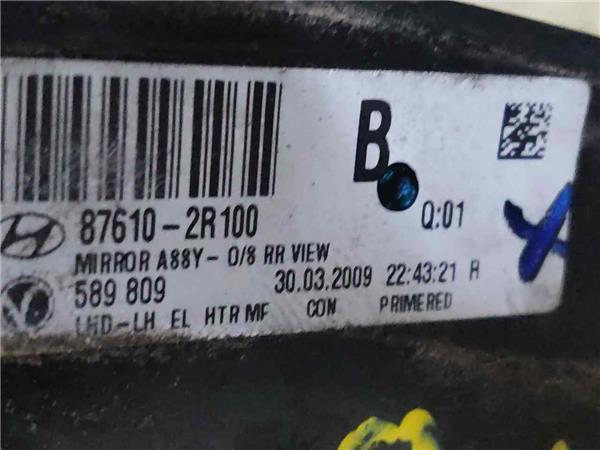 B
Q:01
87610-2R100
MIRROR A88Y- O/8 RR VIEW
589 809 30.03.2009 22:43:21 R
LHD-LH EL HTR MF CON PRIMERED